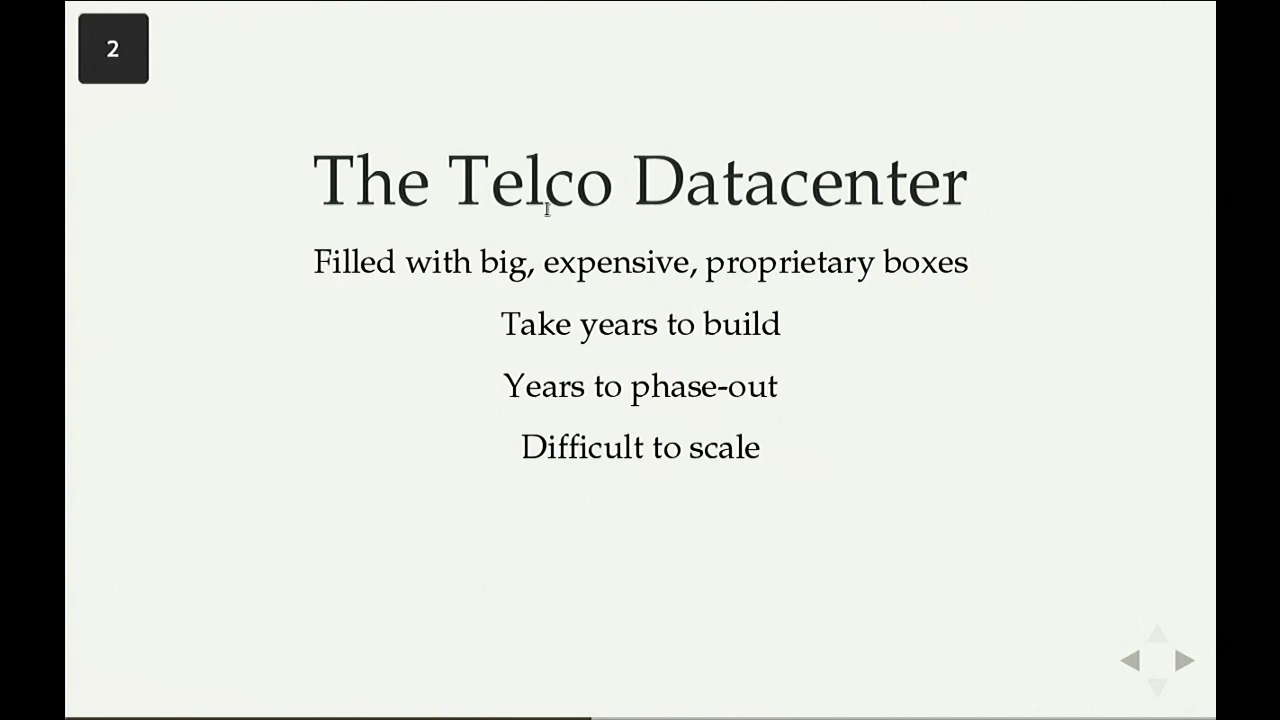 2
The Telco Datacenter
Filled with big, expensive, proprietary boxes
Take years to build
Years to phase-out
Difficult to scale